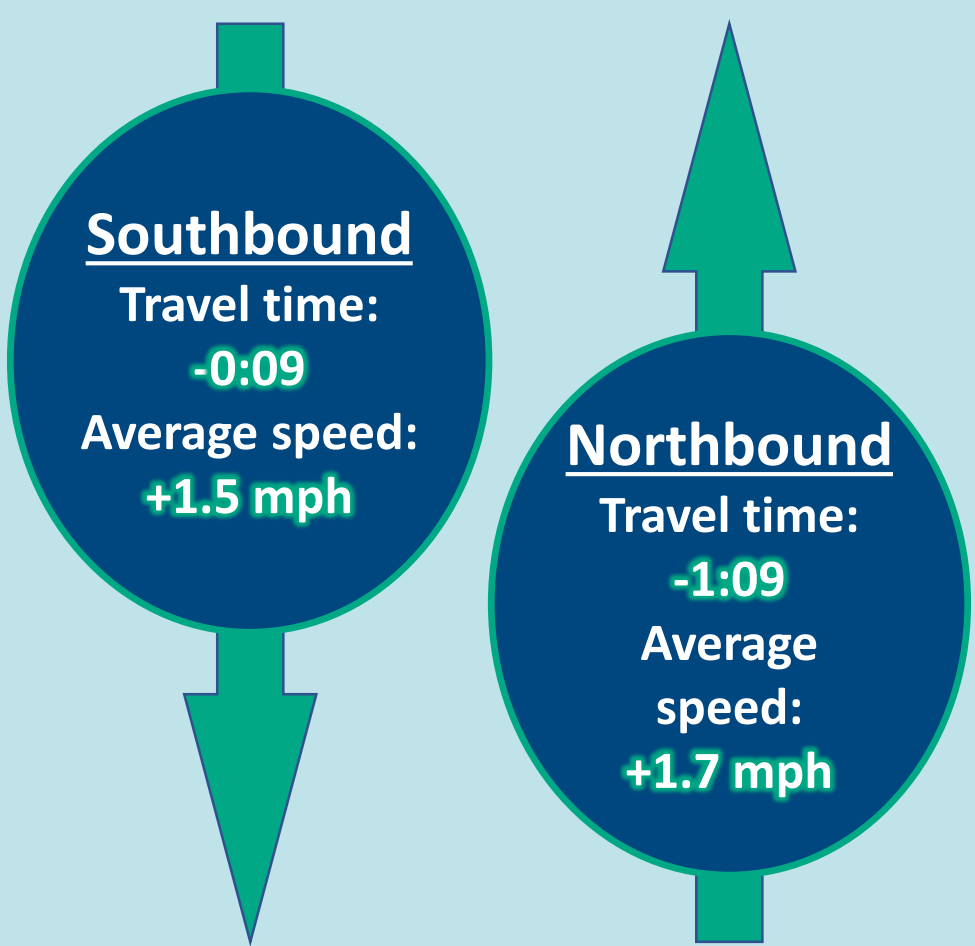 Southbound
Travel time:
-0:09
Average speed:
+1.5 mph
Northbound
Travel time:
-1:09
Average
speed:
+1.7 mph